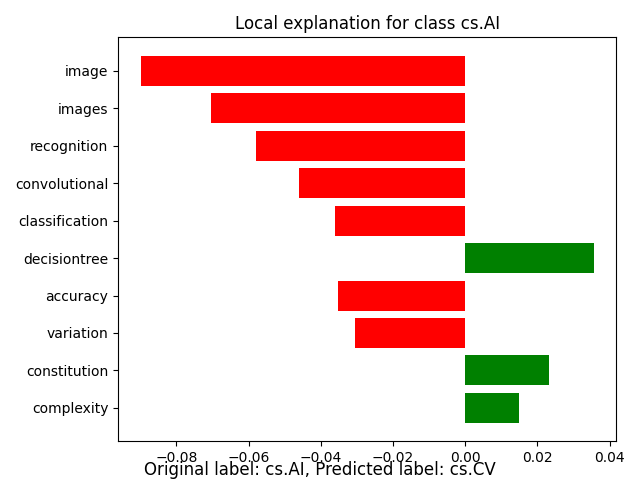 Local explanation for class cs.AI
image
images
recognition
convolutional
classification
decisiontree
accuracy
variation
constitution
complexity
−0.08 −0.06 −0.04 −0.02 0.00 0.02 0.04
Original label: cs.AI, Predicted label: cs.CV